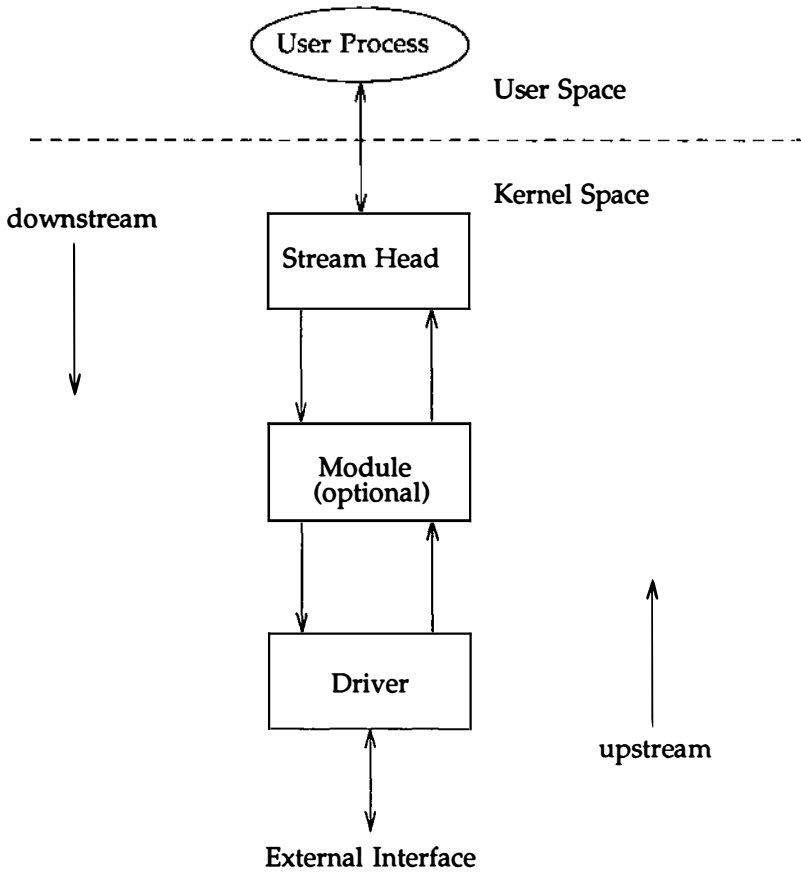 User Process
User Space
Kernel Space
downstream
Stream Head
Module
(optional)
Driver
upstream
External Interface